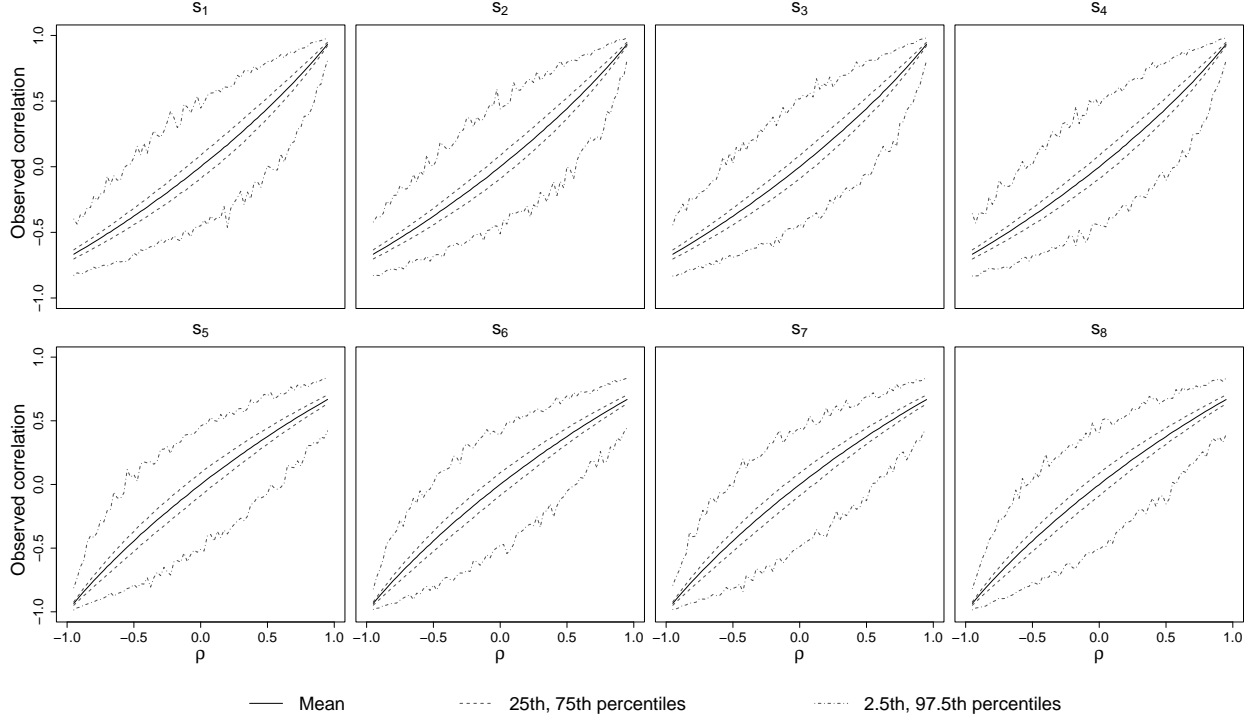 s₁ s₂ s₃ s₄
Observed correlation
1.0
0.5
0.0
−0.5
−1.0
s₅ s₆ s₇ s₈
Observed correlation
1.0
0.5
0.0
−0.5
−1.0
−1.0 −0.5 0.0 0.5 1.0 −1.0 −0.5 0.0 0.5 1.0 −1.0 −0.5 0.0 0.5 1.0 −1.0 −0.5 0.0 0.5 1.0
ρ ρ ρ ρ
Mean 25th, 75th percentiles 2.5th, 97.5th percentiles